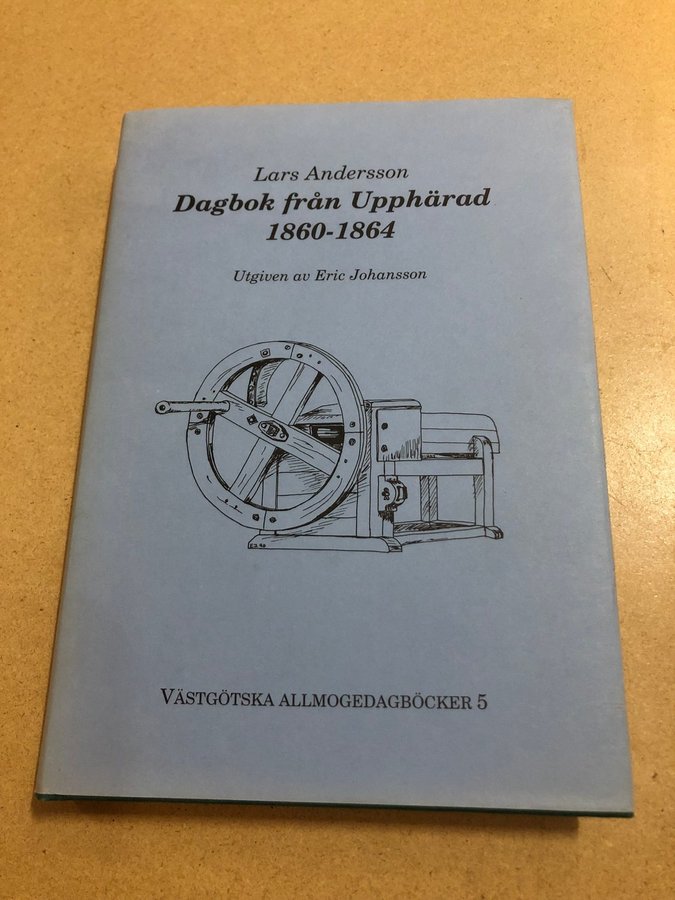 Lars Andersson
Dagbok från Upphärad
1860-1864
Utgiven av Eric Johansson
VÄSTGÖTSKA ALLMOGEDAGBÖCKER 5